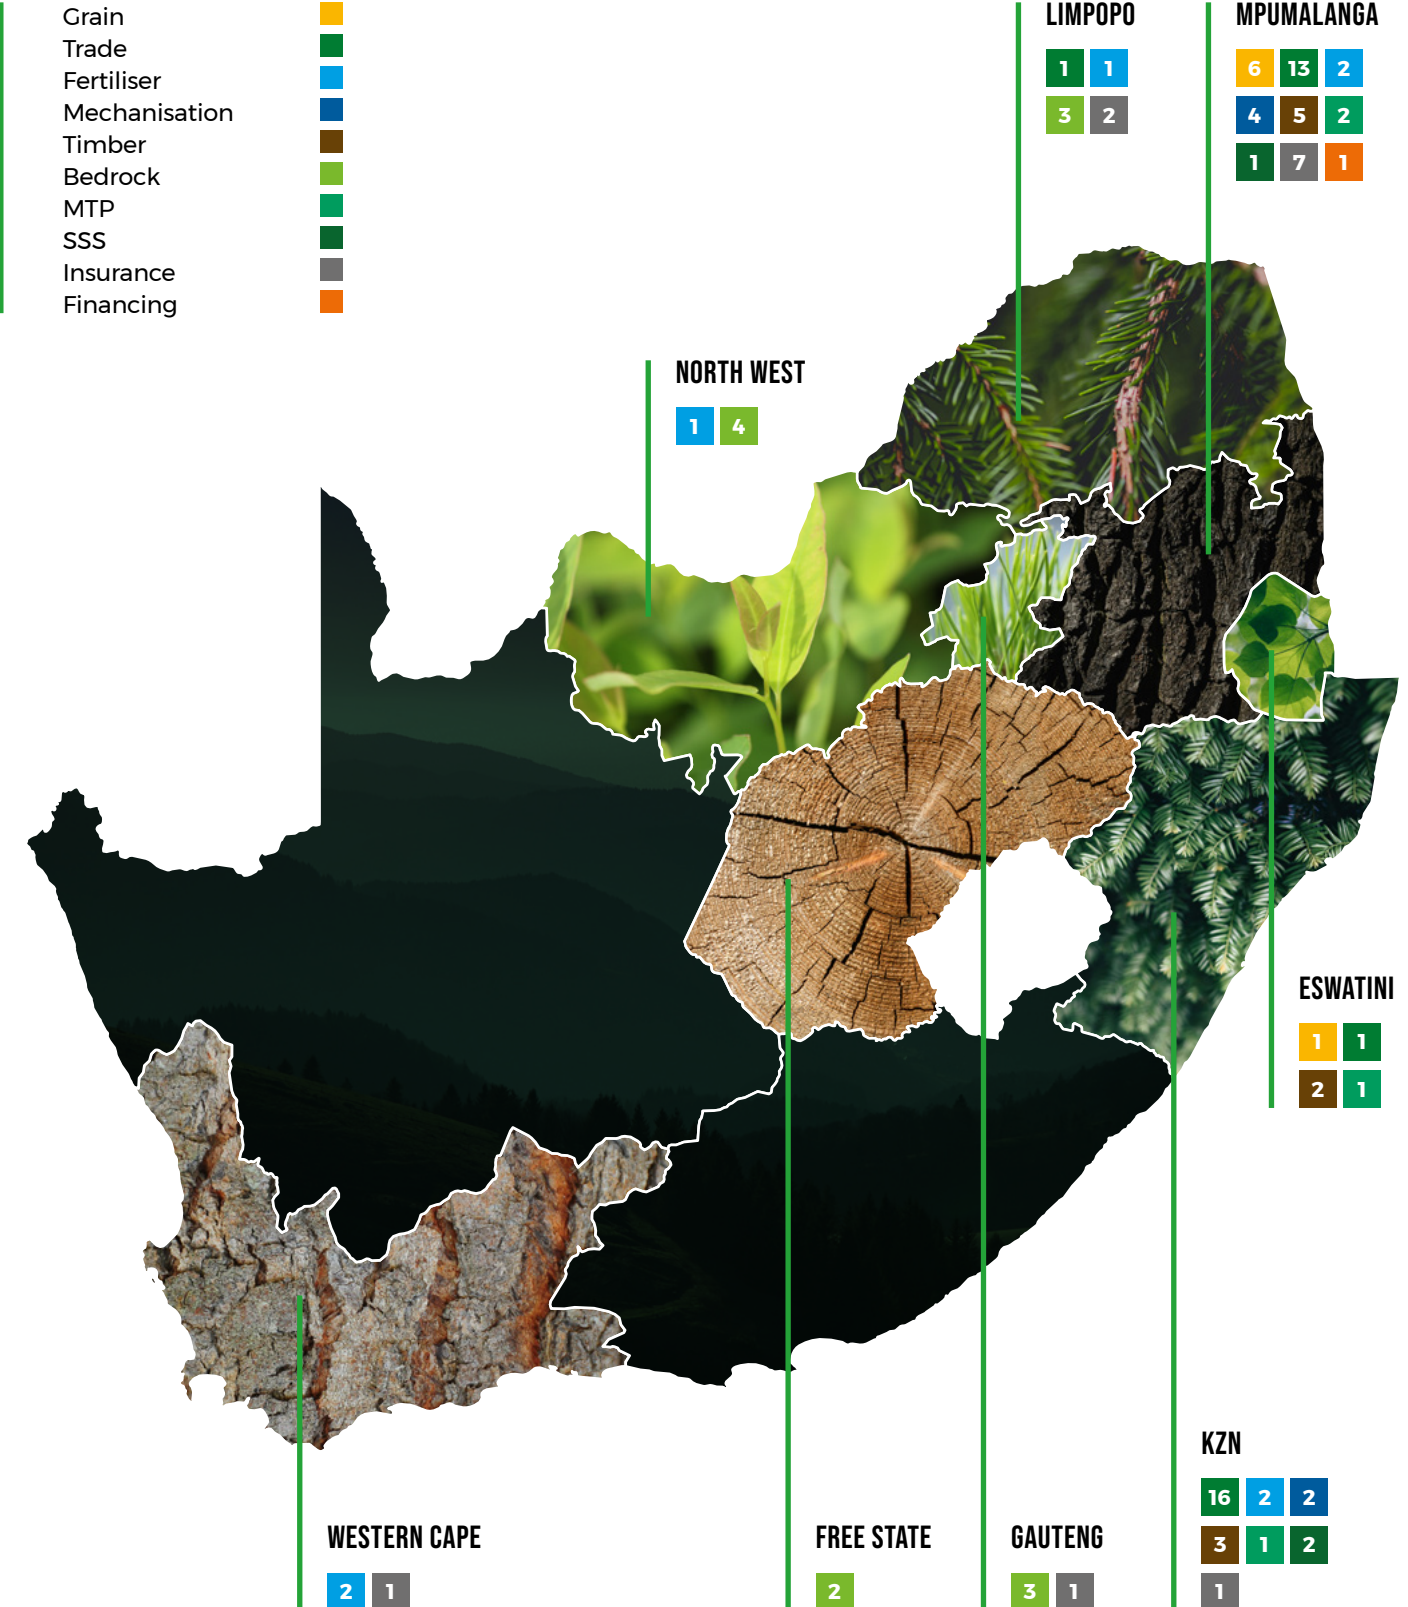 Grain
Trade
Fertiliser
Mechanisation
Timber
Bedrock
MTP
SSS
Insurance
Financing
LIMPOPO
1 1
3 2
MPUMALANGA
6 13 2
4 5 2
1 7 1
NORTH WEST
1 4
ESWATINI
1 1
2 1
KZN
16 2 2
3 1 2
1
WESTERN CAPE
2 1
FREE STATE
2
GAUTENG
3 1